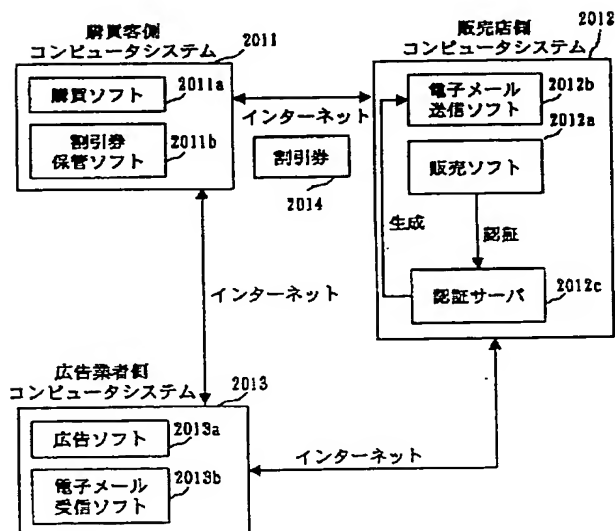 購買客側
コンピュータシステム
2011
購買ソフト
2011a
割引券
保管ソフト
2011b
インターネット
割引券
2014
販売店側
コンピュータシステム
2012
電子メール
送信ソフト
2012b
2012a
販売ソフト
生成
認証
認証サーバ
2012c
インターネット
広告業者側
コンピュータシステム
2013
広告ソフト
2013a
電子メール
受信ソフト
2013b
インターネット